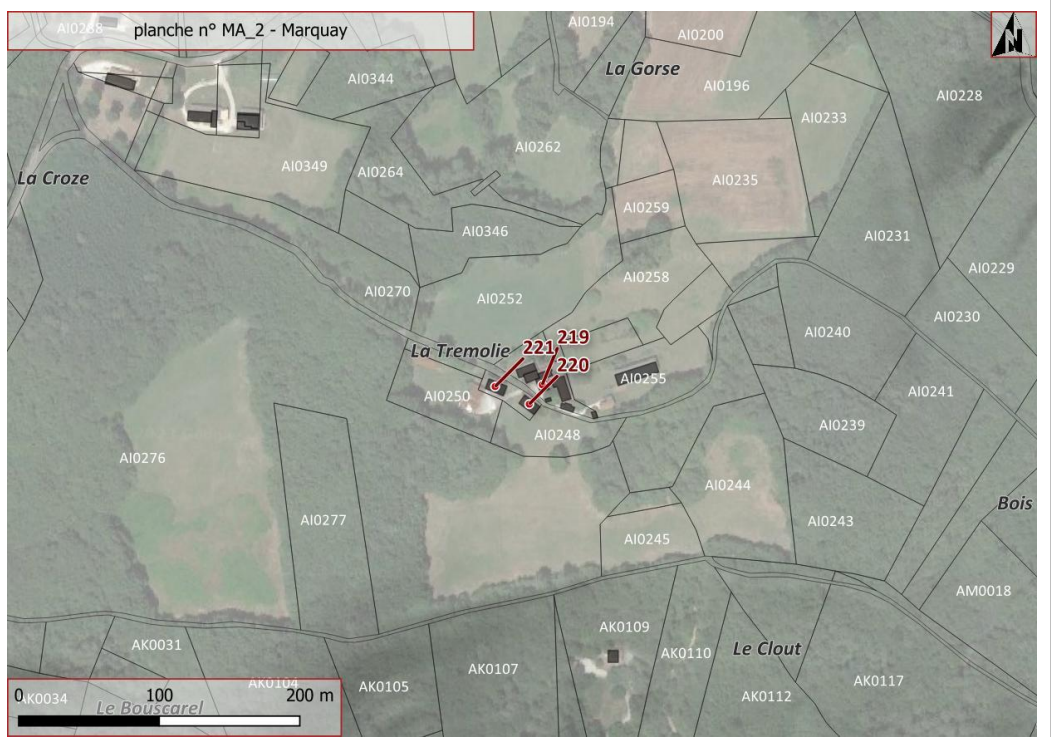 AI0288
planche n° MA_2 - Marquay
AI0194
AI0200
N
La Gorse
AI0344
AI0196
AI0228
AI0233
AI0262
AI0349
AI0264
La Croze
AI0235
AI0259
AI0346
AI0231
AI0258
AI0229
AI0270
AI0252
AI0230
AI0240
219
La Tremolie
221
220
AI0255
AI0241
AI0250
AI0239
AI0248
AI0276
AI0244
Bois
AI0277
AI0243
AI0245
AM0018
AK0109
AK0031
Le Clout
AK0110
AK0107
AK0117
AK0104
AK0105
0
100
200 m
AK0034
AK0112
Le Bouscarel